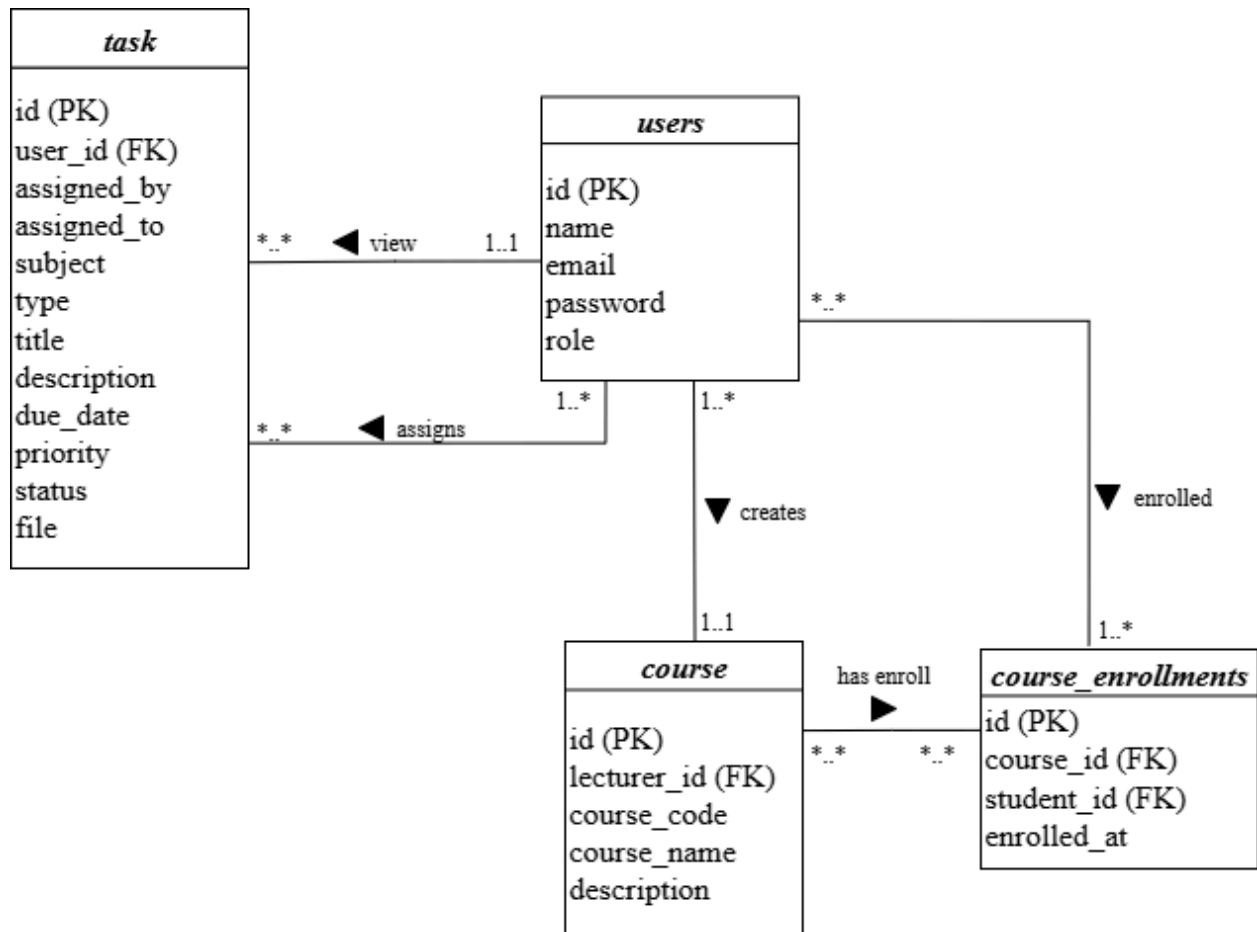 task
id (PK)
user_id (FK)
assigned_by
assigned_to
subject
type
title
description
due_date
priority
status
file
users
id (PK)
name
email
password
role
*..*
view
1..1
*..*
assigns
1..*
1..*
creates
1..1
*..*
enrolled
1..*
course
id (PK)
lecturer_id (FK)
course_code
course_name
description
has enroll
*..*
*..*
course_enrollments
id (PK)
course_id (FK)
student_id (FK)
enrolled_at